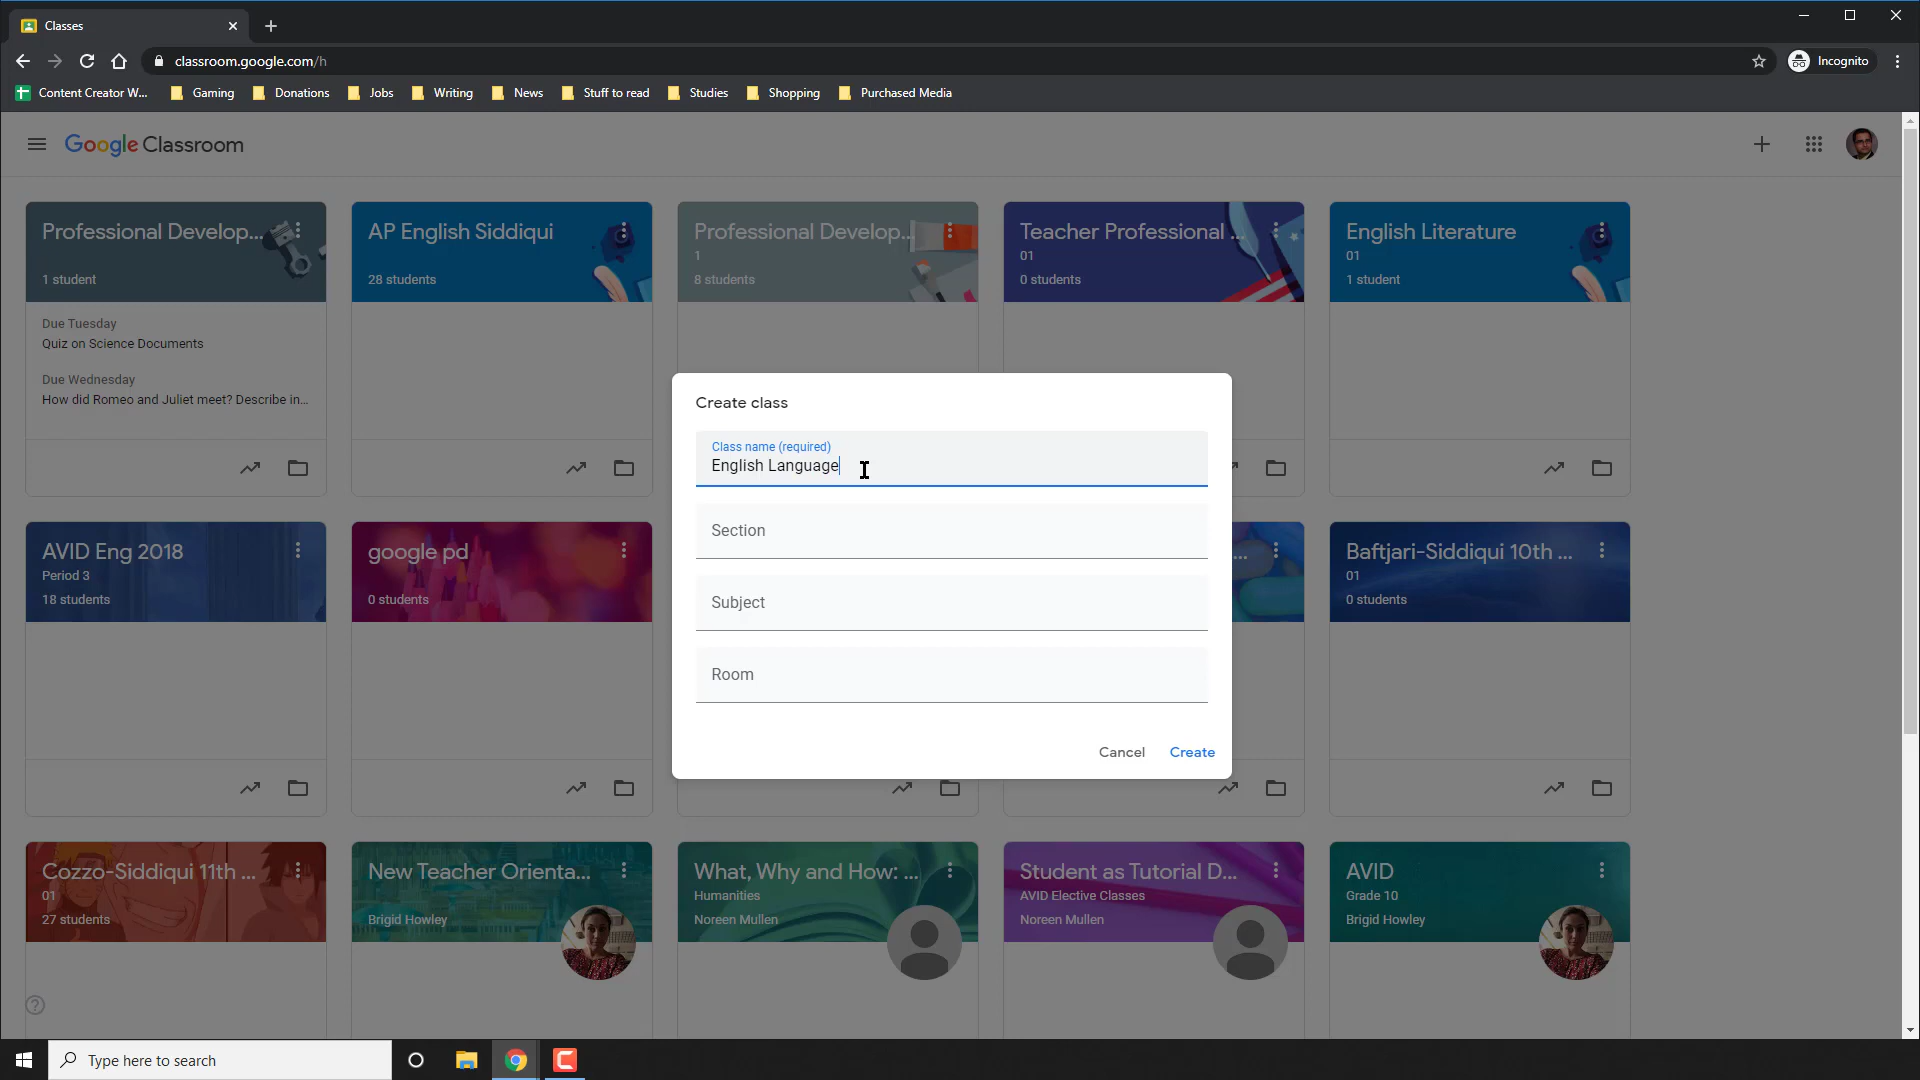 Classes
classroom.google.com/h
Incognito
Content Creator W...
Gaming
Donations
Jobs
Writing
News
Stuff to read
Studies
Shopping
Purchased Media
Google Classroom
Professional Develop...
1 student
Due Tuesday
Quiz on Science Documents
Due Wednesday
How did Romeo and Juliet meet? Describe in...
AP English Siddiqui
28 students
Professional Develop...
1
8 students
Teacher Professional ...
01
0 students
English Literature
01
1 student
Create class
Class name (required)
English Language
Section
Subject
Room
Cancel
Create
AVID Eng 2018
Period 3
18 students
google pd
0 students
...
Baftjari-Siddiqui 10th ...
01
0 students
Cozzo-Siddiqui 11th ...
01
27 students
New Teacher Orienta...
Brigid Howley
What, Why and How: ...
Humanities
Noreen Mullen
Student as Tutorial D...
AVID Elective Classes
Noreen Mullen
AVID
Grade 10
Brigid Howley
Type here to search